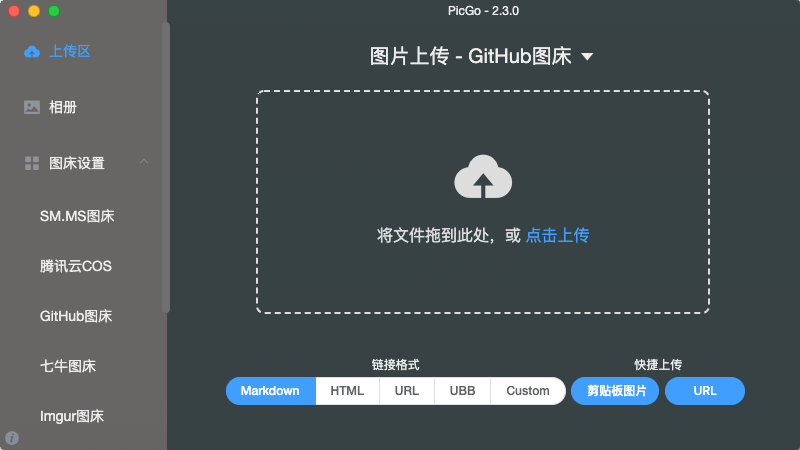 PicGo - 2.3.0
上传区
相册
图床设置
SM.MS图床
腾讯云COS
GitHub图床
七牛图床
Imgur图床
图片上传 - GitHub图床
将文件拖到此处，或 点击上传
链接格式
Markdown HTML URL UBB Custom
快捷上传
剪贴板图片 URL